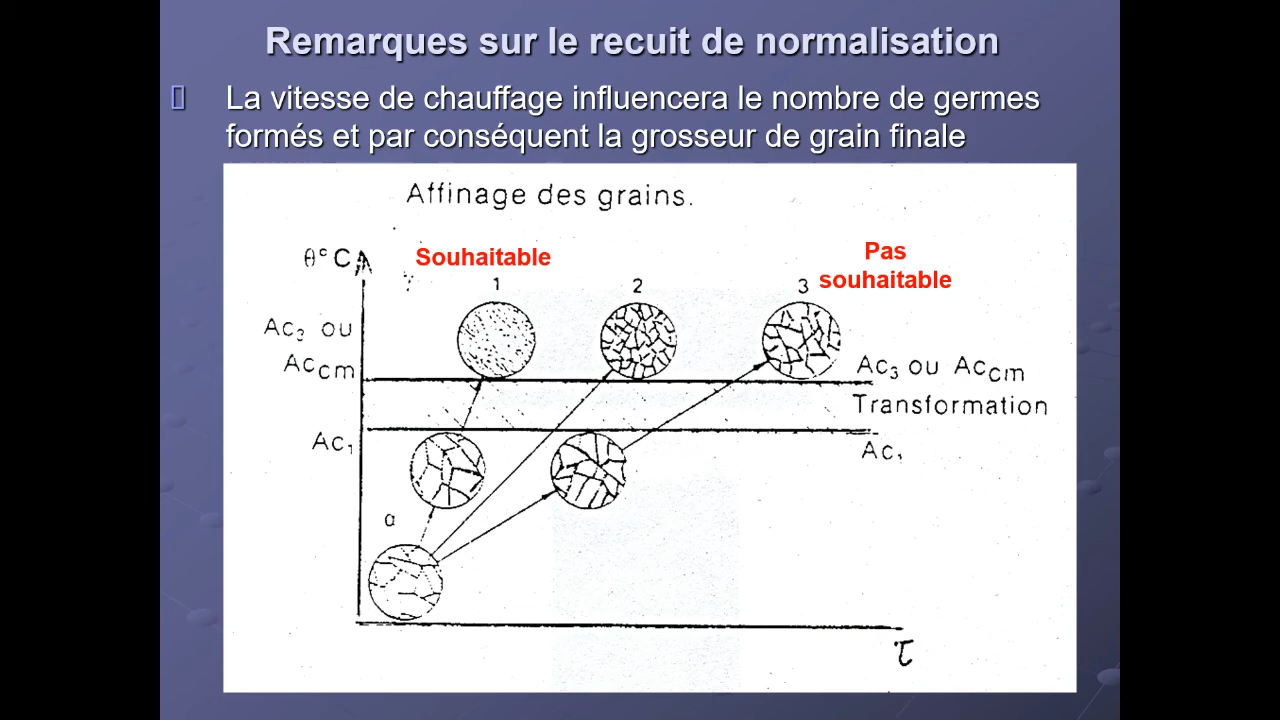 Remarques sur le recuit de normalisation
La vitesse de chauffage influencera le nombre de germes
formés et par conséquent la grosseur de grain finale
Affinage des grains.
θ°C
Souhaitable
Pas
souhaitable
1
2
3
Ac₃ ou
Accm
Ac₃ ou Accm
Transformation
Ac₁
Ac₁
a
τ